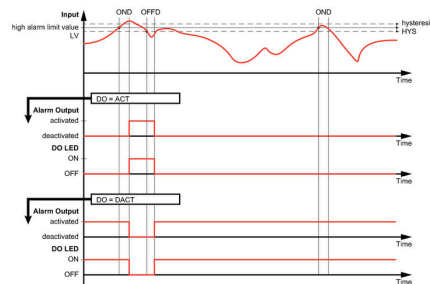 OND OFFD OND
Input
hysteresi
high alarm limit value
HYS
LV
Time
DO = ACT
Alarm Output
activated
deactivated
Time
DO LED
ON
OFF
Time
DO = DACT
Alarm Output
activated
deactivated
Time
DO LED
ON
OFF
Time